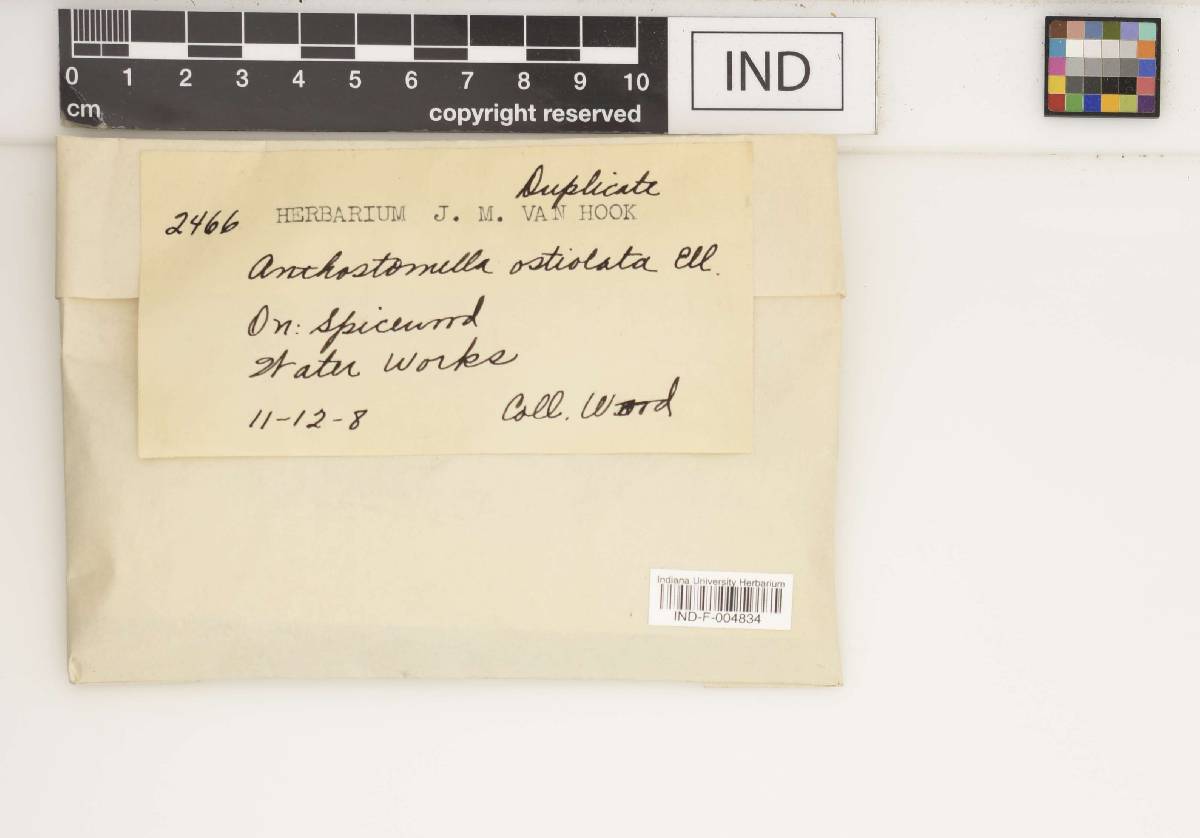 0 1 2 3 4 5 6 7 8 9 10
cm
copyright reserved
IND
Duplicate
2466 HERBARIUM J. M. VAN HOOK
Anthostomella ostiolata Ell.
On: Spicewood
Water Works
11-12-8 Coll. Wood
Indiana University Herbarium
IND-F-004834